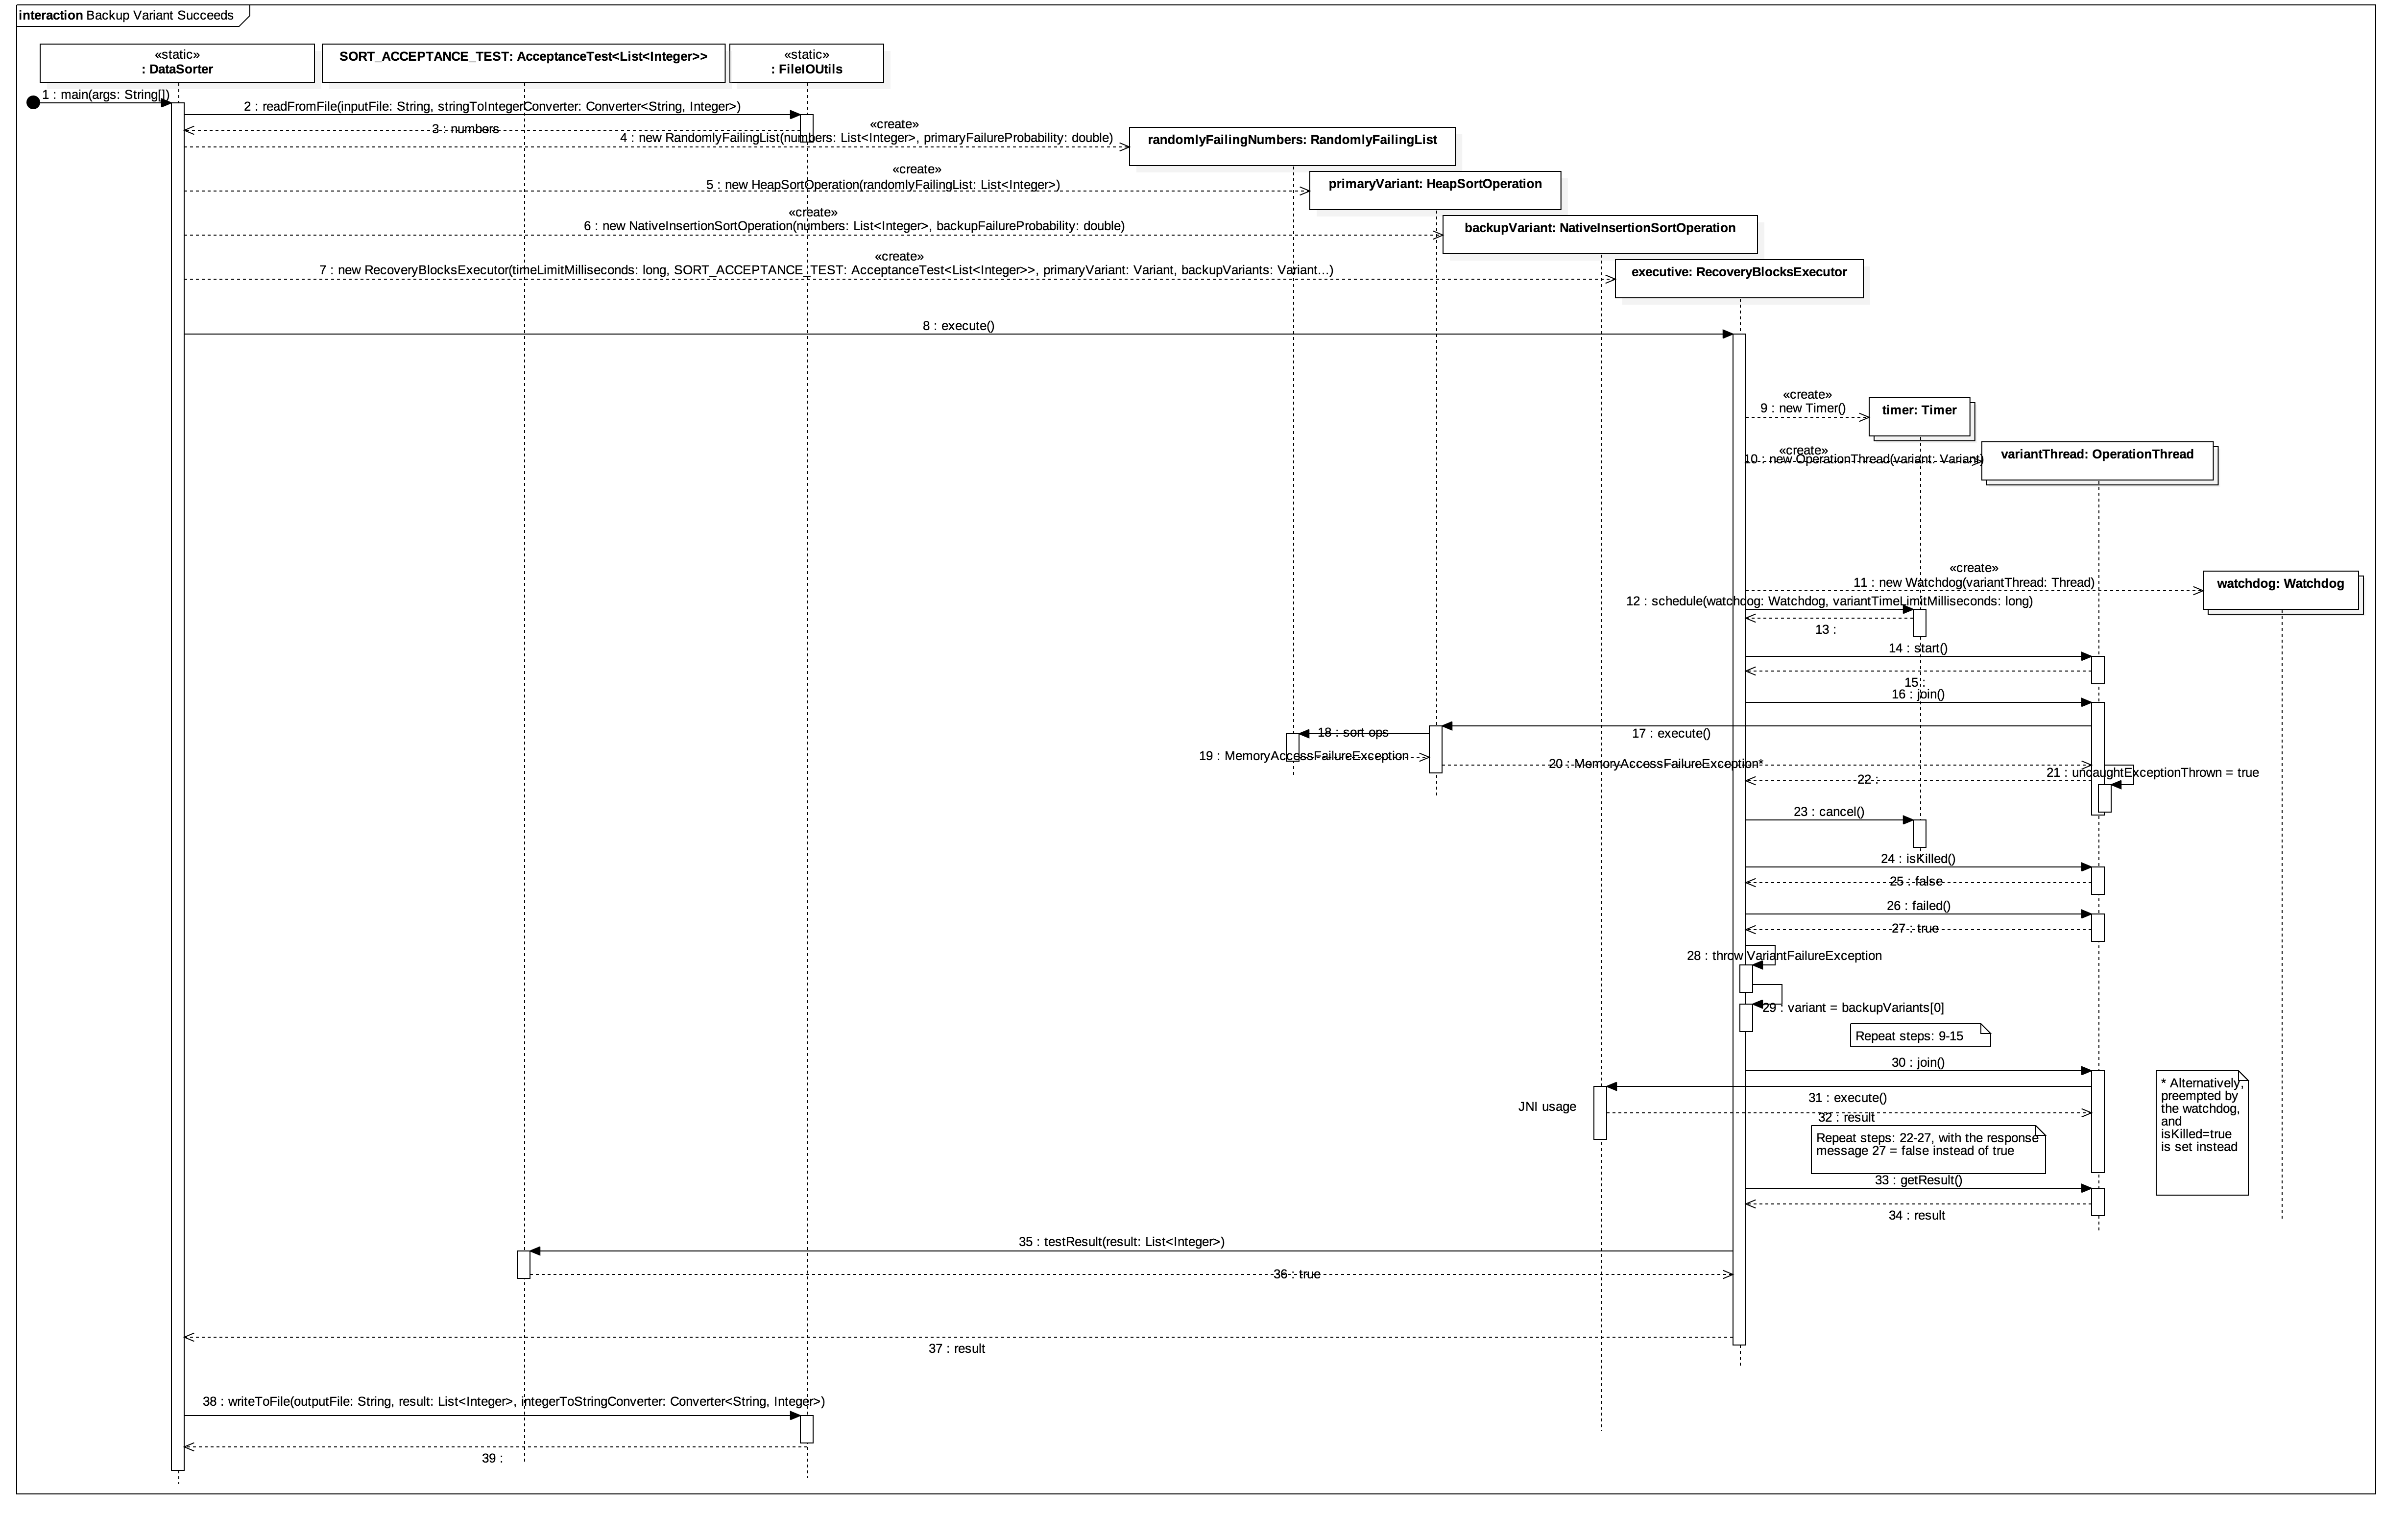 interaction Backup Variant Succeeds
«static»
: DataSorter
SORT_ACCEPTANCE_TEST: AcceptanceTest<List<Integer>>
«static»
: FileIOUtils
1 : main(args: String[])
2 : readFromFile(inputFile: String, stringToIntegerConverter: Converter<String, Integer>)
3 : numbers
«create»
4 : new RandomlyFailingList(numbers: List<Integer>, primaryFailureProbability: double)
randomlyFailingNumbers: RandomlyFailingList
«create»
5 : new HeapSortOperation(randomlyFailingList: List<Integer>)
primaryVariant: HeapSortOperation
«create»
6 : new NativeInsertionSortOperation(numbers: List<Integer>, backupFailureProbability: double)
backupVariant: NativeInsertionSortOperation
«create»
7 : new RecoveryBlocksExecutor(timeLimitMilliseconds: long, SORT_ACCEPTANCE_TEST: AcceptanceTest<List<Integer>>, primaryVariant: Variant, backupVariants: Variant...)
executive: RecoveryBlocksExecutor
8 : execute()
«create»
9 : new Timer()
timer: Timer
«create»
10 : new OperationThread(variant: Variant)
variantThread: OperationThread
«create»
11 : new Watchdog(variantThread: Thread)
watchdog: Watchdog
12 : schedule(watchdog: Watchdog, variantTimeLimitMilliseconds: long)
13 :
14 : start()
15 :
16 : join()
17 : execute()
18 : sort ops
19 : MemoryAccessFailureException
20 : MemoryAccessFailureException*
21 : uncaughtExceptionThrown = true
22 :
23 : cancel()
24 : isKilled()
25 : false
26 : failed()
27 : true
28 : throw VariantFailureException
29 : variant = backupVariants[0]
Repeat steps: 9-15
30 : join()
* Alternatively,
preempted by
the watchdog,
and
isKilled=true
is set instead
31 : execute()
JNI usage
32 : result
Repeat steps: 22-27, with the response
message 27 = false instead of true
33 : getResult()
34 : result
35 : testResult(result: List<Integer>)
36 : true
37 : result
38 : writeToFile(outputFile: String, result: List<Integer>, integerToStringConverter: Converter<String, Integer>)
39 :